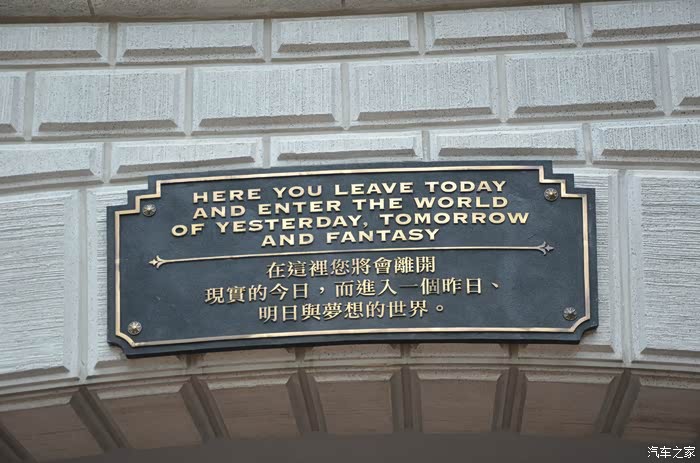 HERE YOU LEAVE TODAY
AND ENTER THE WORLD
OF YESTERDAY, TOMORROW
AND FANTASY
在這裡您將會離開
現實的今日，而進入一個昨日、
明日與夢想的世界。
汽车之家